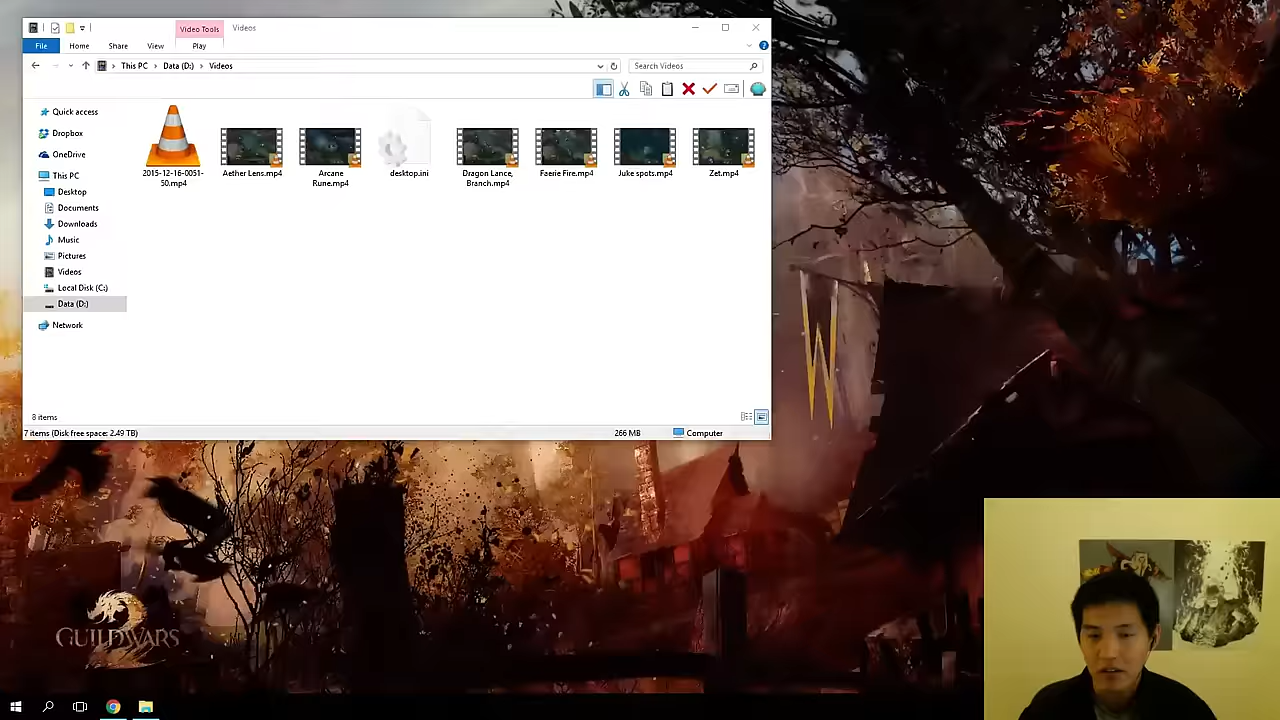 Video Tools
Videos
File
Home
Share
View
Play
This PC
Data (D:)
Videos
Search Videos
Quick access
Dropbox
OneDrive
This PC
Desktop
Documents
Downloads
Music
Pictures
Videos
Local Disk (C:)
Data (D:)
Network
2015-12-16-0051-
50.mp4
Aether Lens.mp4
Arcane
Rune.mp4
desktop.ini
Dragon Lance,
Branch.mp4
Faerie Fire.mp4
Juke spots.mp4
Zet.mp4
8 items
7 items (Disk free space: 2.49 TB)
266 MB
Computer
GUILDWARS
2